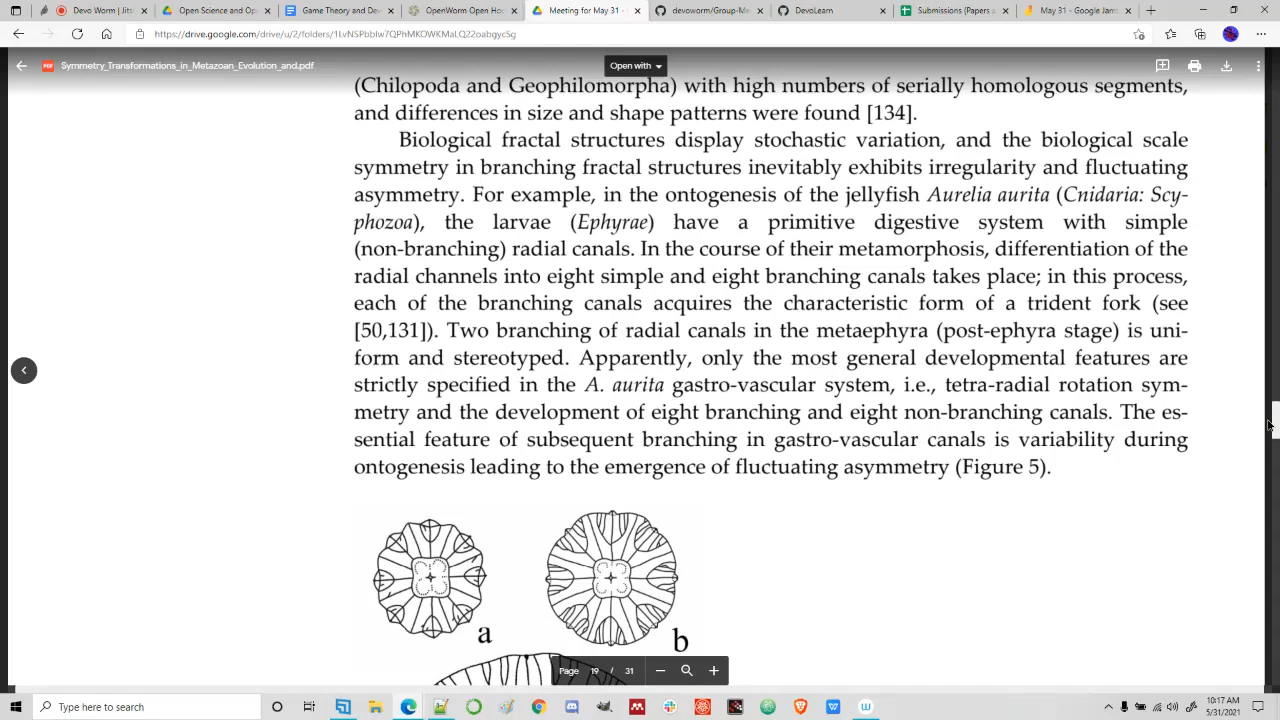 Devo Worm | Jits
Open Science and Op
Game Theory and De
OpenWorm Open Ho
Meeting for May 31 -
devoworm/Group-Me
DevoLearn
Submissions (Papers
May 31 - Google Jam
https://drive.google.com/drive/u/2/folders/
Symmetry_Transformations_in_Metazoan_Evolution_and.pdf
Open with
(Chilopoda and Geophilomorpha) with high numbers of serially homologous segments,
and differences in size and shape patterns were found [134].
Biological fractal structures display stochastic variation, and the biological scale
symmetry in branching fractal structures inevitably exhibits irregularity and fluctuating
asymmetry. For example, in the ontogenesis of the jellyfish Aurelia aurita (Cnidaria: Scy-
phozoa), the larvae (Ephyrae) have a primitive digestive system with simple
(non-branching) radial canals. In the course of their metamorphosis, differentiation of the
radial channels into eight simple and eight branching canals takes place; in this process,
each of the branching canals acquires the characteristic form of a trident fork (see
[50,131]). Two branching of radial canals in the metaephyra (post-ephyra stage) is uni-
form and stereotyped. Apparently, only the most general developmental features are
strictly specified in the A. aurita gastro-vascular system, i.e., tetra-radial rotation sym-
metry and the development of eight branching and eight non-branching canals. The es-
sential feature of subsequent branching in gastro-vascular canals is variability during
ontogenesis leading to the emergence of fluctuating asymmetry (Figure 5).
a
b
Page 19 / 31
Type here to search
10:17 AM
5/31/2021